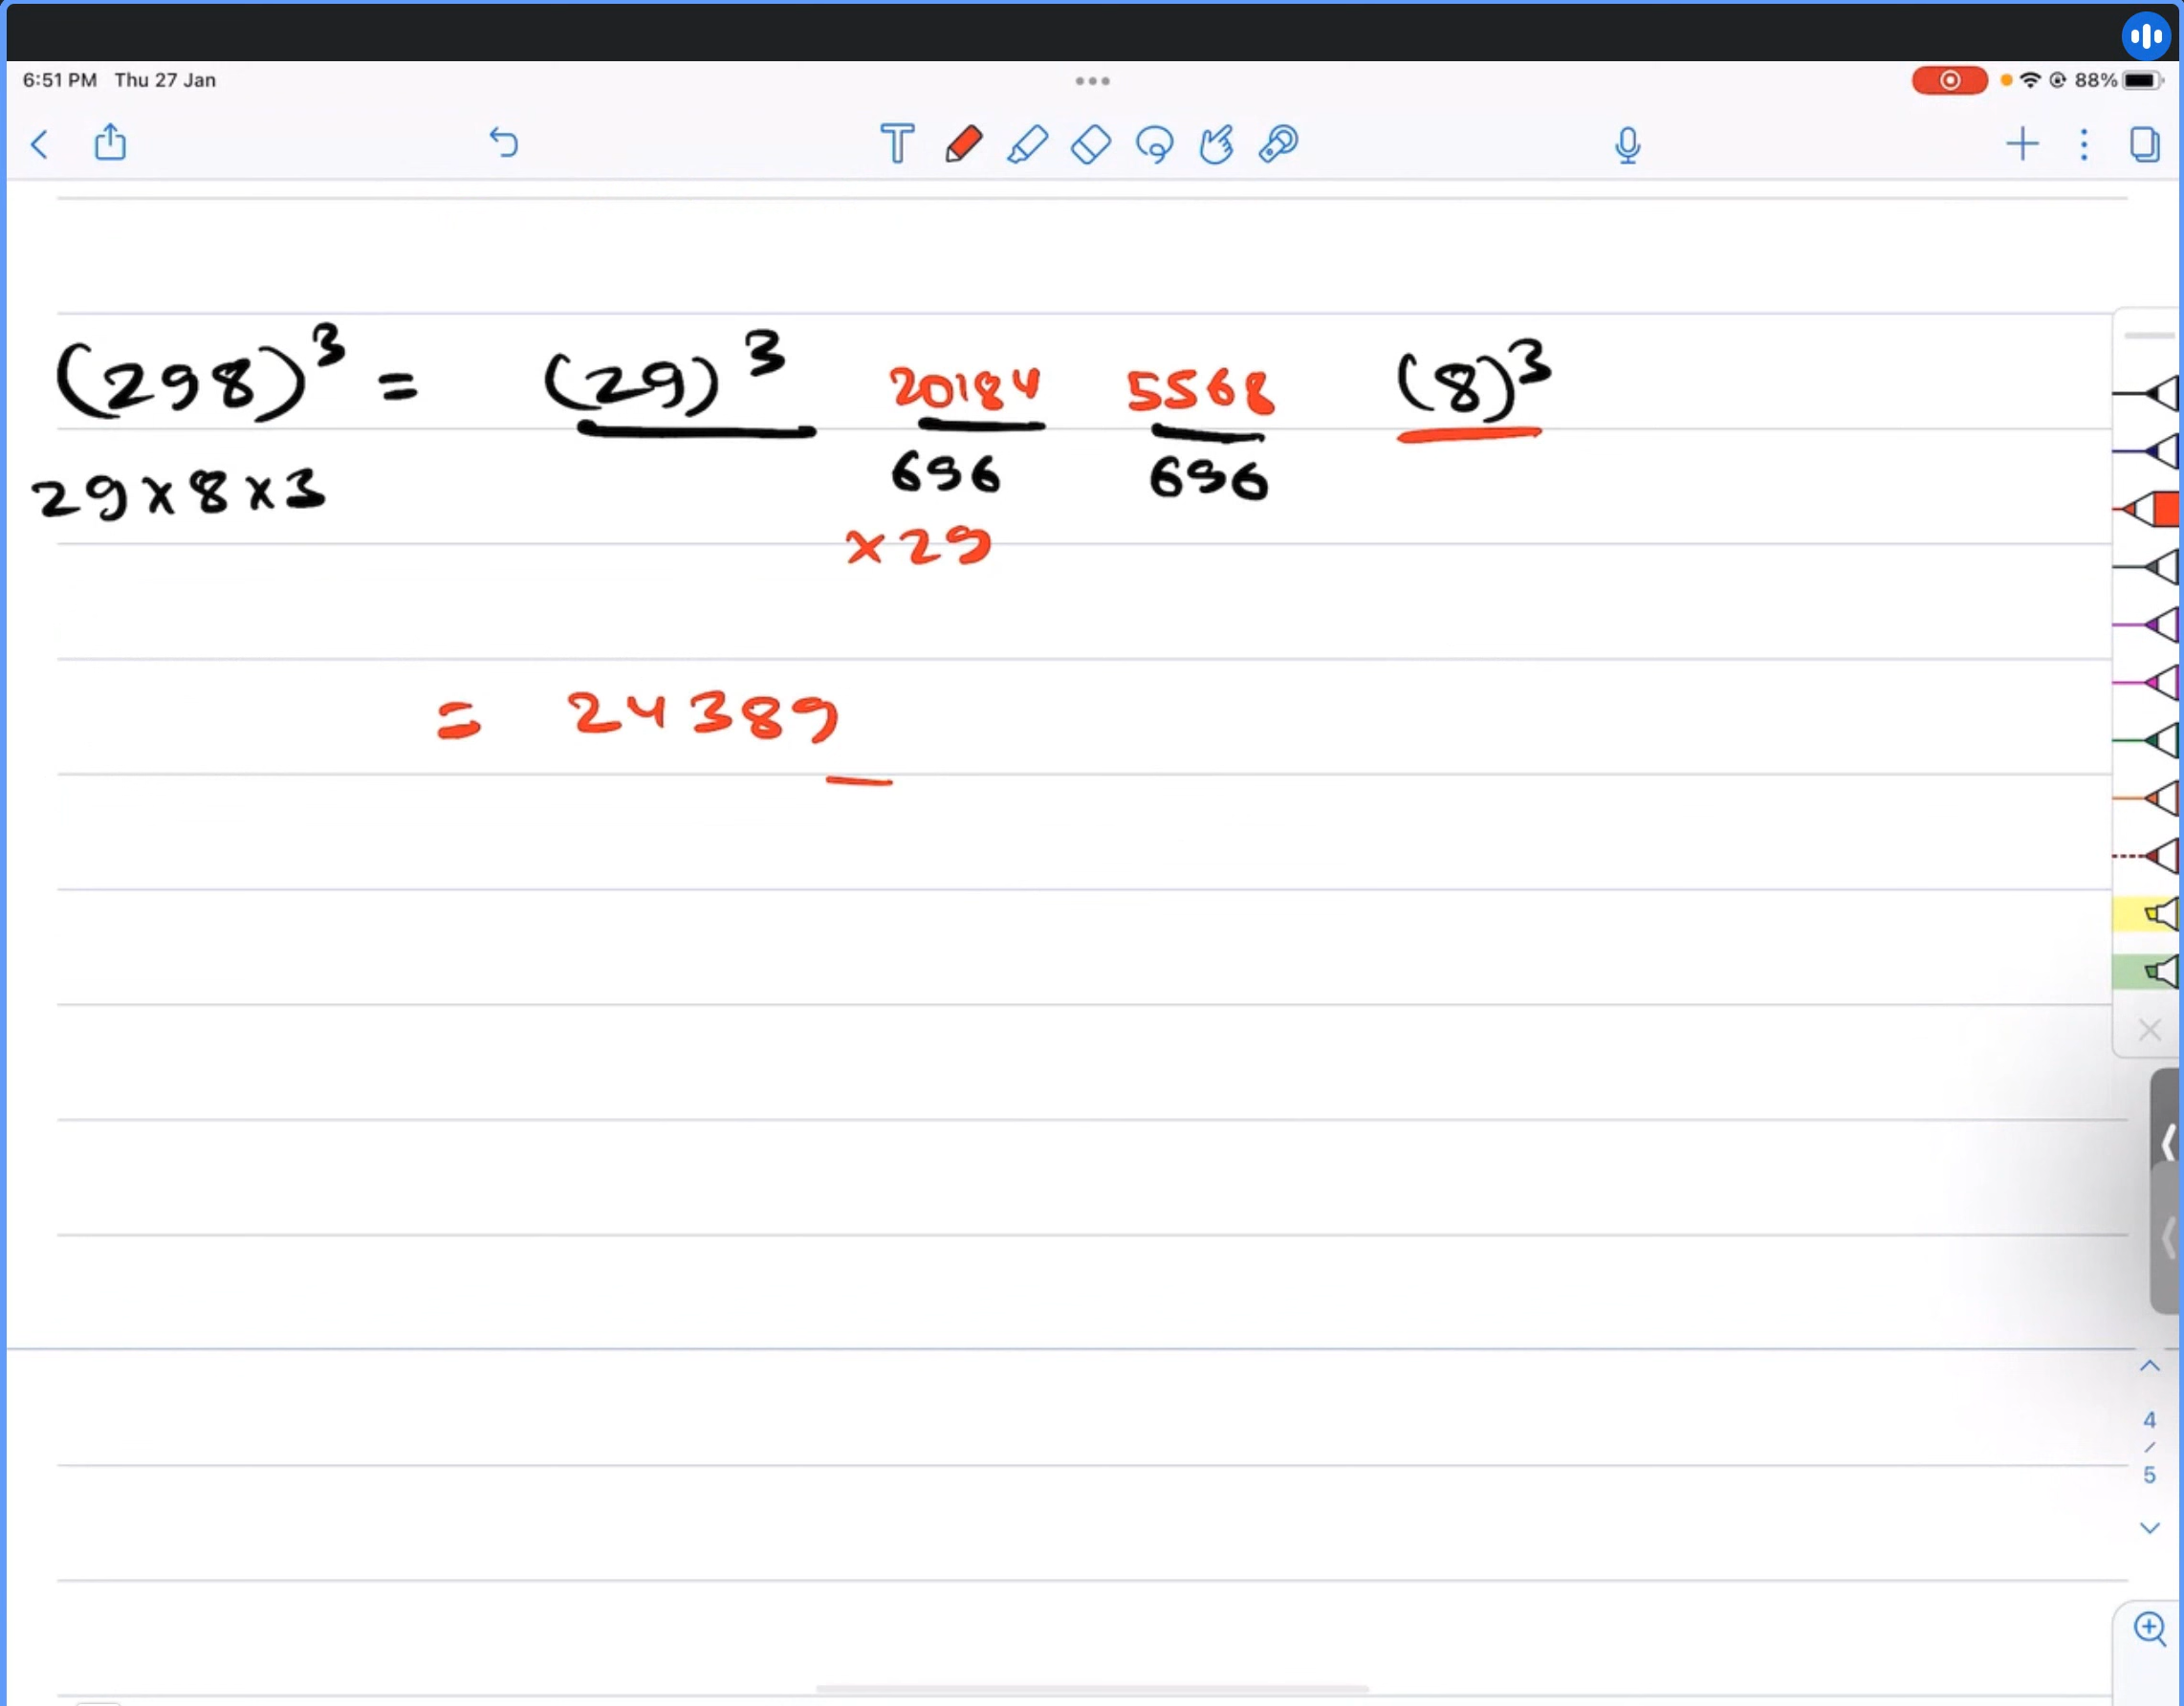 6:51 PM Thu 27 Jan 88%
T
(298)³ = (29)³ 20184 5568 (8)³
29×8×3 696 696
×29
= 24389
4
/
5